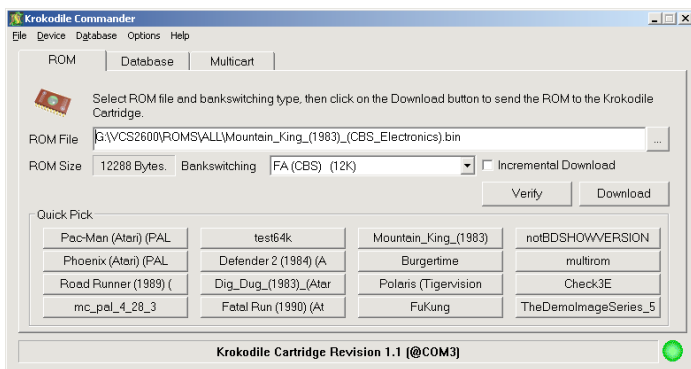 Krokodile Commander
File Device Database Options Help
ROM Database Multicart
Select ROM file and bankswitching type, then click on the Download button to send the ROM to the Krokodile
Cartridge.
ROM File G:\VCS2600\ROMS\ALL\Mountain_King_(1983)_(CBS_Electronics).bin ...
ROM Size 12288 Bytes. Bankswitching FA (CBS) (12K) Incremental Download
Verify Download
Quick Pick
Pac-Man (Atari) (PAL test64k Mountain_King_(1983) notBDSHOWVERSION
Phoenix (Atari) (PAL Defender 2 (1984) (A Burgertime multirom
Road Runner (1989) ( Dig_Dug_(1983)_(Atar Polaris (Tigervision Check3E
mc_pal_4_28_3 Fatal Run (1990) (At FuKung TheDemoImageSeries_5
Krokodile Cartridge Revision 1.1 (@COM3)